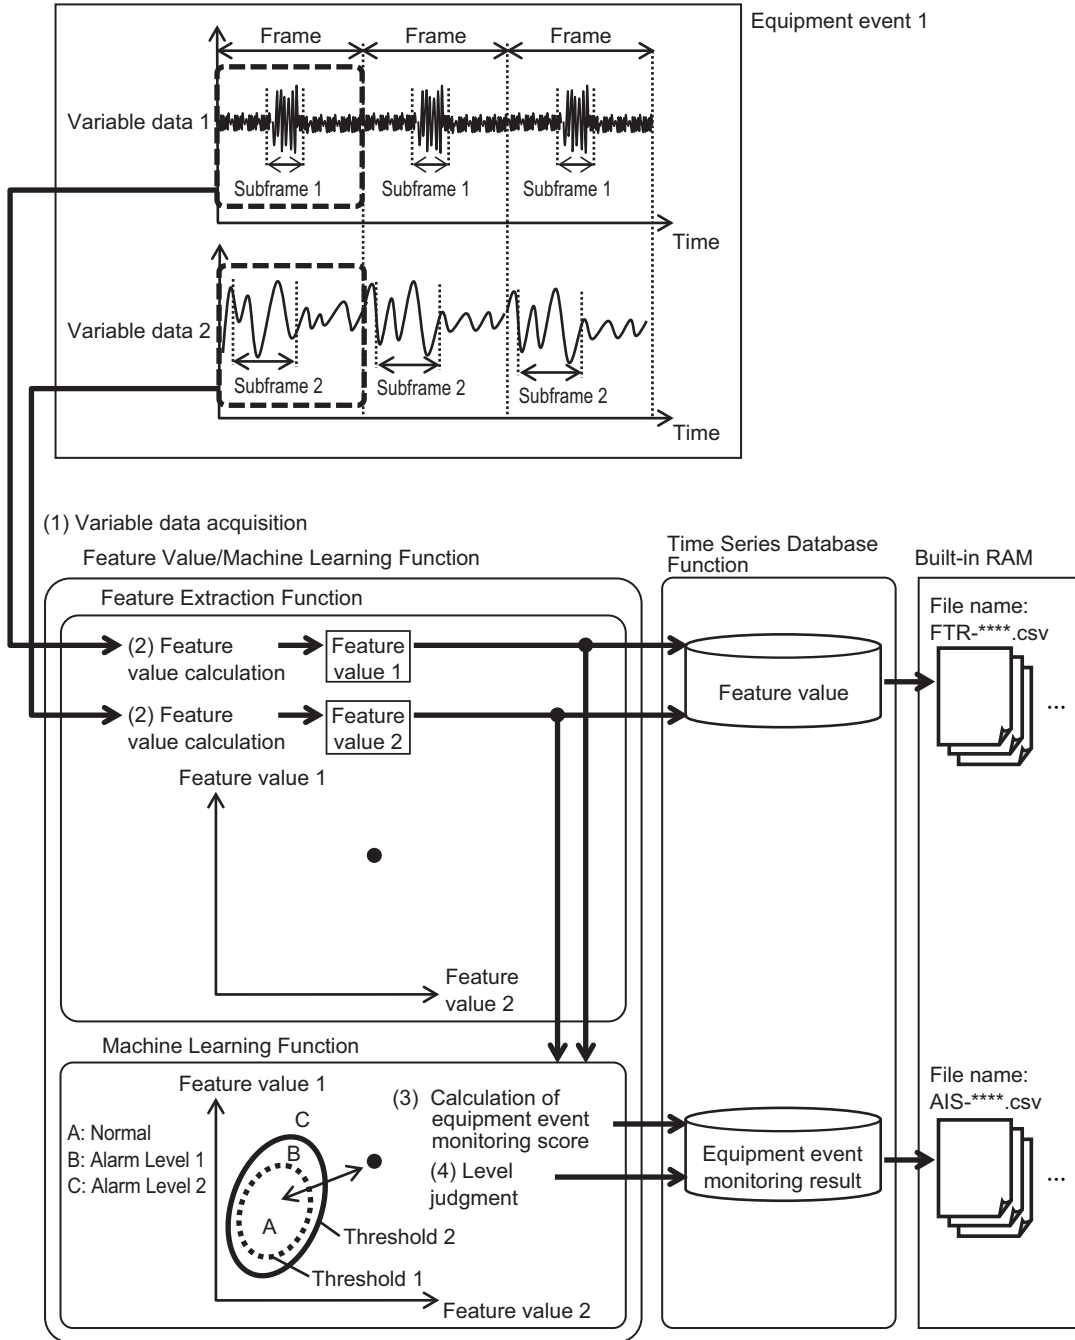 Equipment event 1
Frame Frame Frame
Variable data 1
Subframe 1 Subframe 1 Subframe 1
Time
Variable data 2
Subframe 2 Subframe 2 Subframe 2
Time
(1) Variable data acquisition
Feature Value/Machine Learning Function
Time Series Database
Function
Built-in RAM
Feature Extraction Function
(2) Feature
value calculation
Feature
value 1
(2) Feature
value calculation
Feature
value 2
Feature value
File name:
FTR-****.csv
...
Feature value 1
Feature
value 2
Machine Learning Function
Feature value 1
A: Normal
B: Alarm Level 1
C: Alarm Level 2
C
B
A
Threshold 2
Threshold 1
Feature value 2
(3) Calculation of
equipment event
monitoring score
(4) Level
judgment
Equipment event
monitoring result
File name:
AIS-****.csv
...